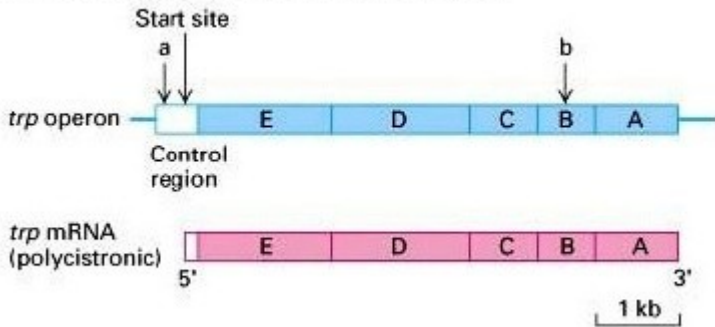 Start site
a
b
trp operon
E D C B A
Control
region
trp mRNA
(polycistronic)
E D C B A
5' 3'
1 kb